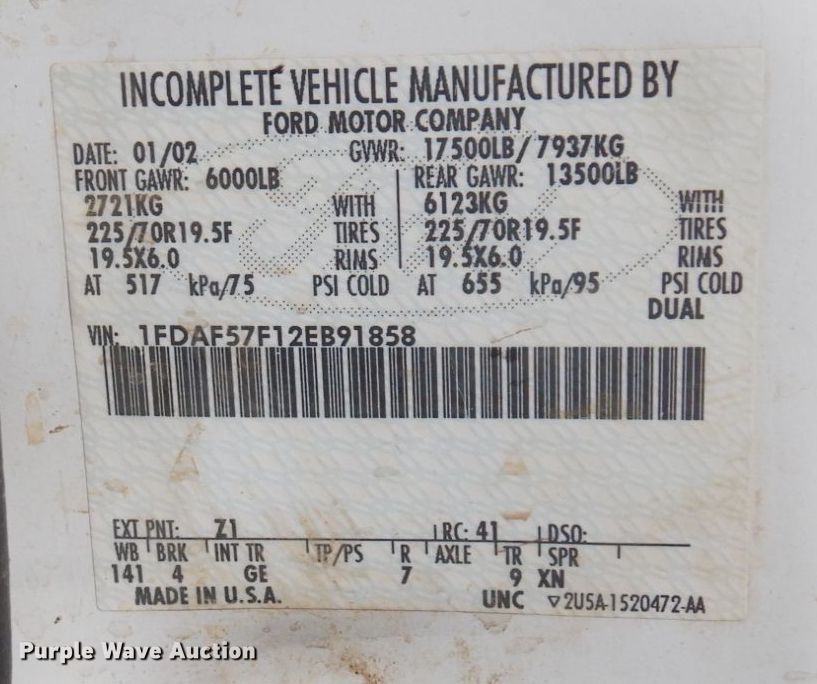 INCOMPLETE VEHICLE MANUFACTURED BY
FORD MOTOR COMPANY
DATE: 01/02 GVWR: 17500LB/ 7937KG
FRONT GAWR: 6000LB REAR GAWR: 13500LB
2721KG WITH 6123KG WITH
225/70R19.5F TIRES 225/70R19.5F TIRES
19.5X6.0 RIMS 19.5X6.0 RIMS
AT 517 kPa/75 PSI COLD AT 655 kPa/95 PSI COLD
DUAL
VIN: 1FDAF57F12EB91858
EXT PNT: Z1 RC: 41 DSO:
WB BRK INT TR TP/PS R AXLE TR SPR
141 4 GE 7 9 XN
MADE IN U.S.A. UNC ▽2U5A-1520472-AA
Purple Wave Auction